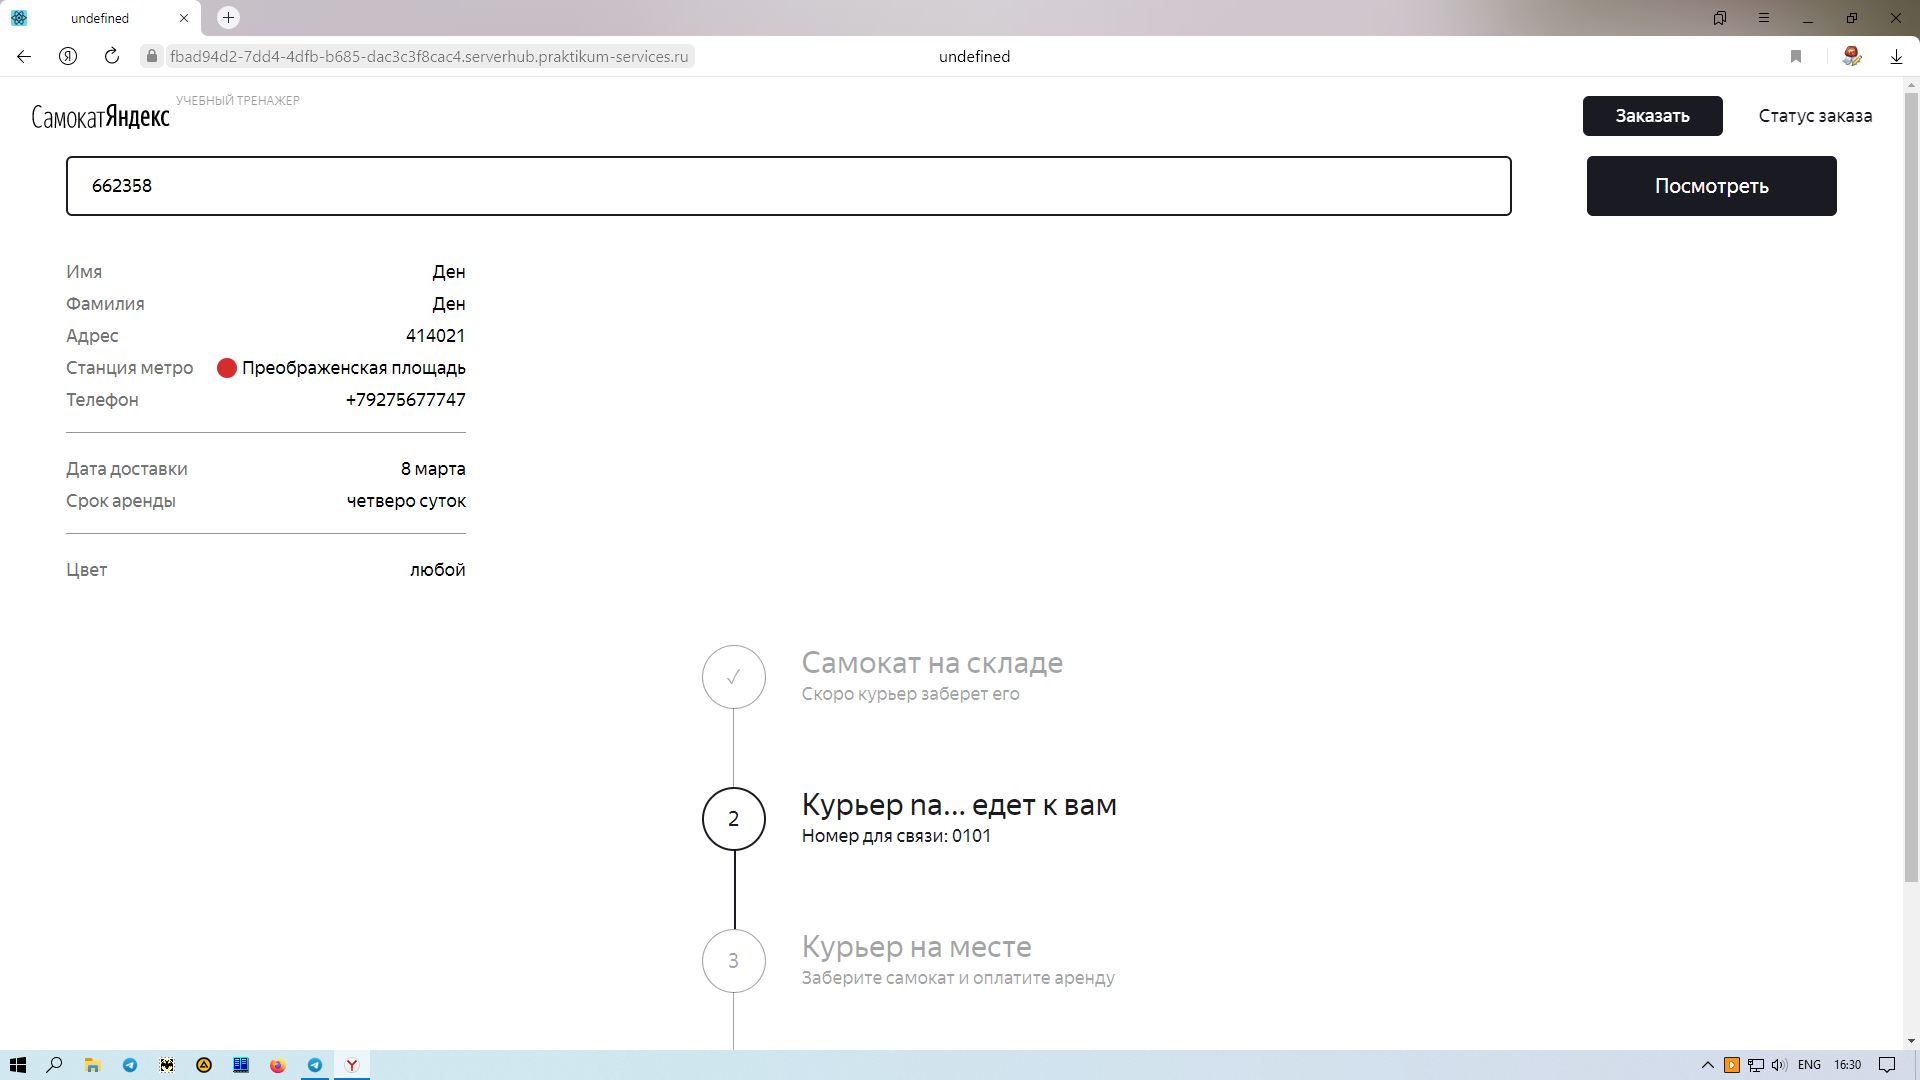 undefined
fbad94d2-7dd4-4dfb-b685-dac3c3f8cac4.serverhub.praktikum-services.ru
undefined
СамокатЯндекс
УЧЕБНЫЙ ТРЕНАЖЕР
Заказать
Статус заказа
662358
Посмотреть
Имя Ден
Фамилия Ден
Адрес 414021
Станция метро Преображенская площадь
Телефон +79275677747
Дата доставки 8 марта
Срок аренды четверо суток
Цвет любой
Самокат на складе
Скоро курьер заберет его
2
Курьер na... едет к вам
Номер для связи: 0101
3
Курьер на месте
Заберите самокат и оплатите аренду
ENG 16:30